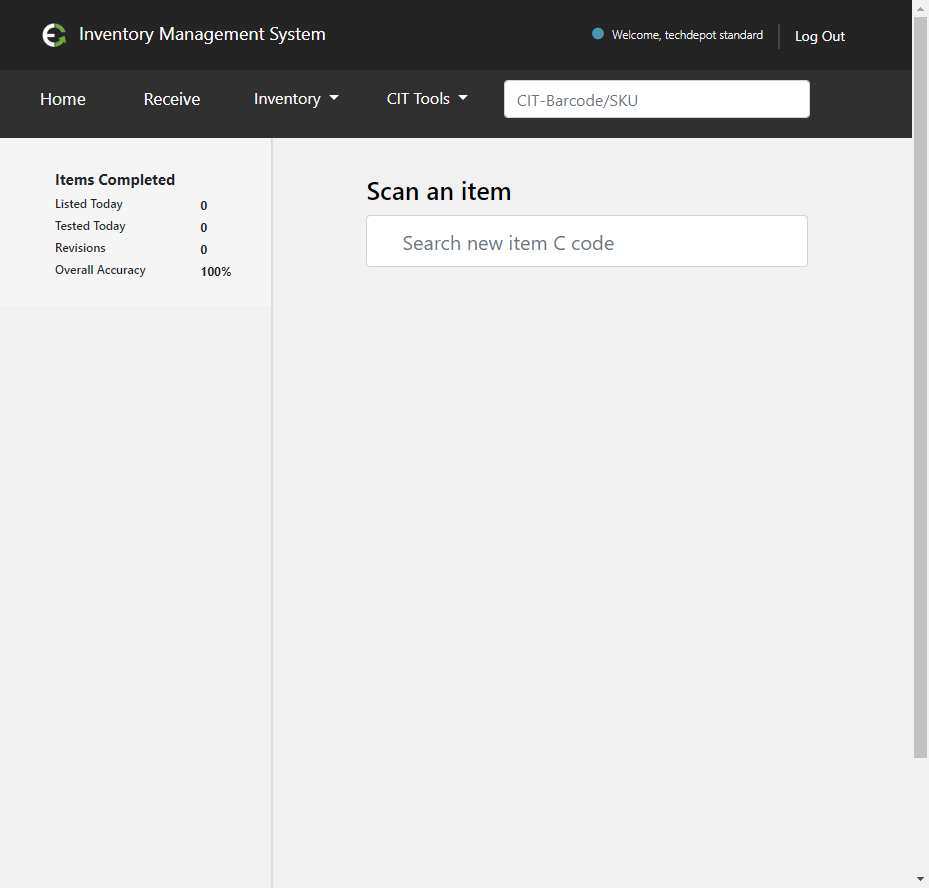 Inventory Management System
Welcome, techdepot standard
Log Out
Home
Receive
Inventory
CIT Tools
CIT-Barcode/SKU
Items Completed
Listed Today 0
Tested Today 0
Revisions 0
Overall Accuracy 100%
Scan an item
Search new item C code